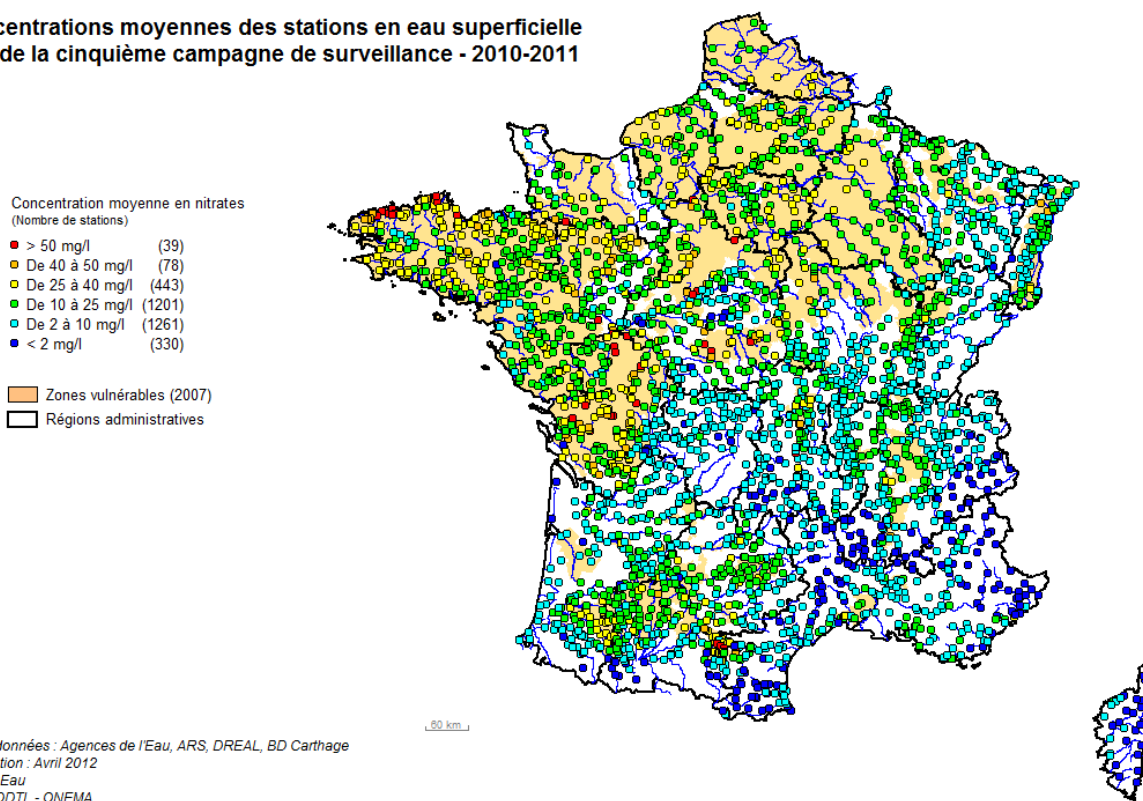 centrations moyennes des stations en eau superficielle
de la cinquième campagne de surveillance - 2010-2011
Concentration moyenne en nitrates
(Nombre de stations)
> 50 mg/l (39)
De 40 à 50 mg/l (78)
De 25 à 40 mg/l (443)
De 10 à 25 mg/l (1201)
De 2 à 10 mg/l (1261)
< 2 mg/l (330)
Zones vulnérables (2007)
Régions administratives
60 km
données : Agences de l'Eau, ARS, DREAL, BD Carthage
tion : Avril 2012
Eau
ODTL - ONEMA